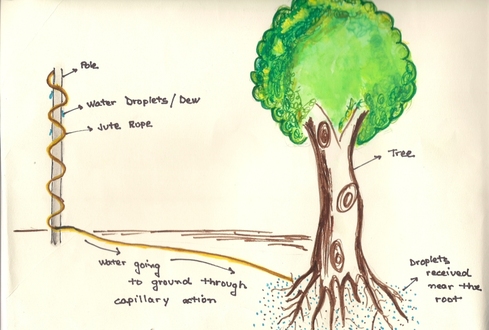 Pole
Water Droplets/Dew
Jute Rope
Tree
Water going
to ground through
capillary action
Droplets
received
near the
root